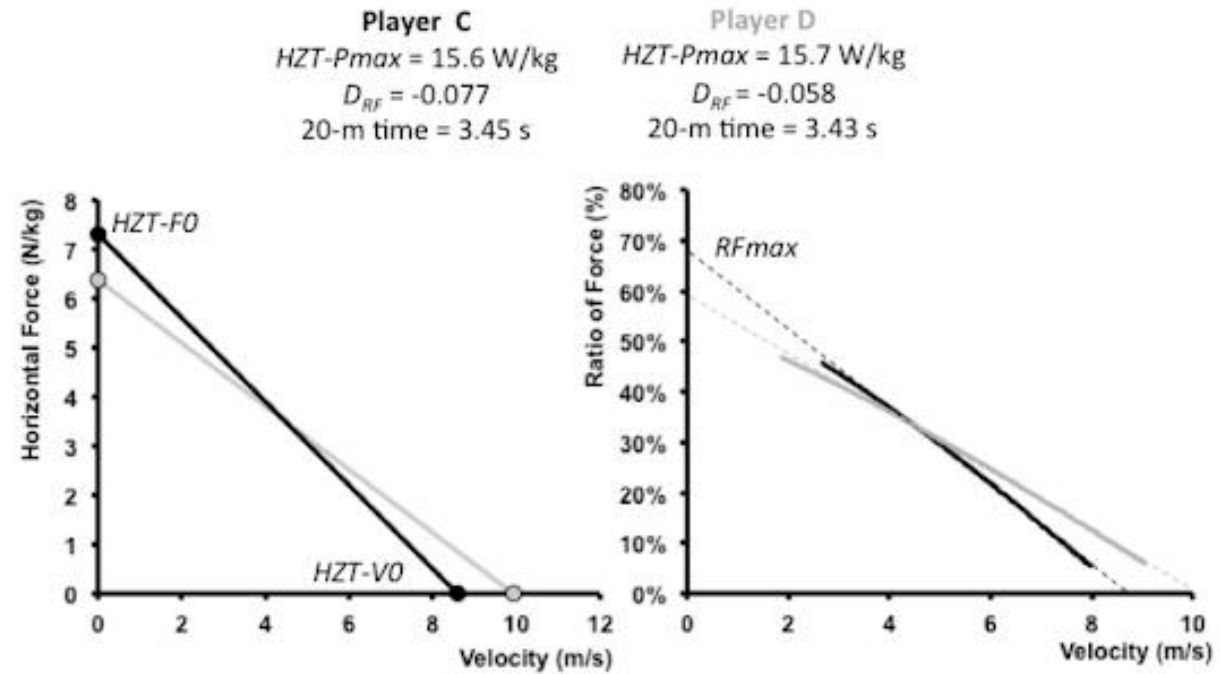 Player C
HZT-Pmax = 15.6 W/kg
D_RF = -0.077
20-m time = 3.45 s
Player D
HZT-Pmax = 15.7 W/kg
D_RF = -0.058
20-m time = 3.43 s
Horizontal Force (N/kg)
8
7
6
5
4
3
2
1
0
HZT-F0
HZT-V0
0 2 4 6 8 10 12
Velocity (m/s)
Ratio of Force (%)
80%
70%
60%
50%
40%
30%
20%
10%
0%
RFmax
0 2 4 6 8 10
Velocity (m/s)